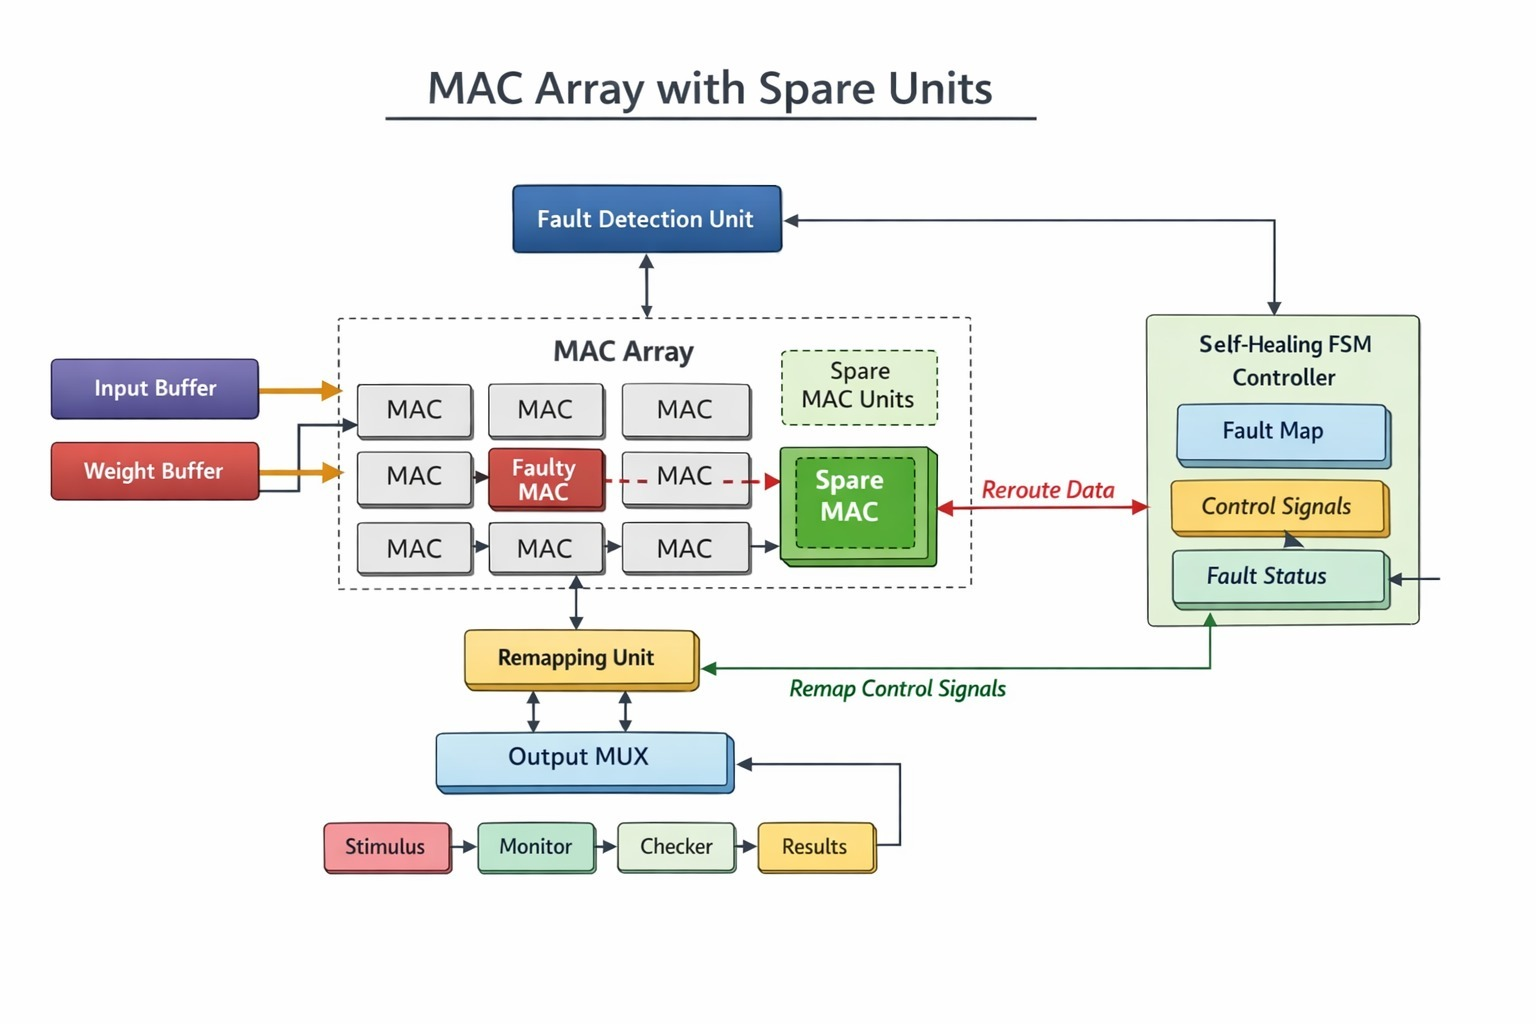 MAC Array with Spare Units
Fault Detection Unit
Self-Healing FSM
Controller
MAC Array
Spare
MAC Units
Input Buffer
MAC
MAC
MAC
Fault Map
Weight Buffer
MAC
Faulty
MAC
MAC
Spare
MAC
Reroute Data
Control Signals
MAC
MAC
MAC
Fault Status
Remapping Unit
Remap Control Signals
Output MUX
Stimulus
Monitor
Checker
Results